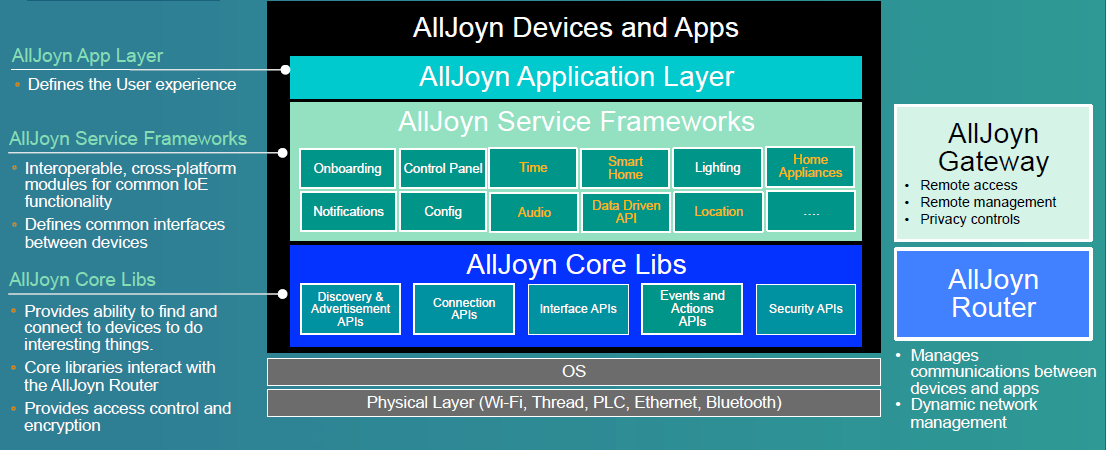 AllJoyn App Layer
• Defines the User experience
AllJoyn Service Frameworks
• Interoperable, cross-platform
modules for common IoE
functionality
• Defines common interfaces
between devices
AllJoyn Core Libs
• Provides ability to find and
connect to devices to do
interesting things.
• Core libraries interact with
the AllJoyn Router
• Provides access control and
encryption
AllJoyn Devices and Apps
AllJoyn Application Layer
AllJoyn Service Frameworks
Onboarding
Control Panel
Time
Smart
Home
Lighting
Home
Appliances
Notifications
Config
Audio
Data Driven
API
Location
....
AllJoyn Core Libs
Discovery &
Advertisement
APIs
Connection
APIs
Interface APIs
Events and
Actions
APIs
Security APIs
OS
Physical Layer (Wi-Fi, Thread, PLC, Ethernet, Bluetooth)
AllJoyn
Gateway
• Remote access
• Remote management
• Privacy controls
AllJoyn
Router
• Manages
communications between
devices and apps
• Dynamic network
management